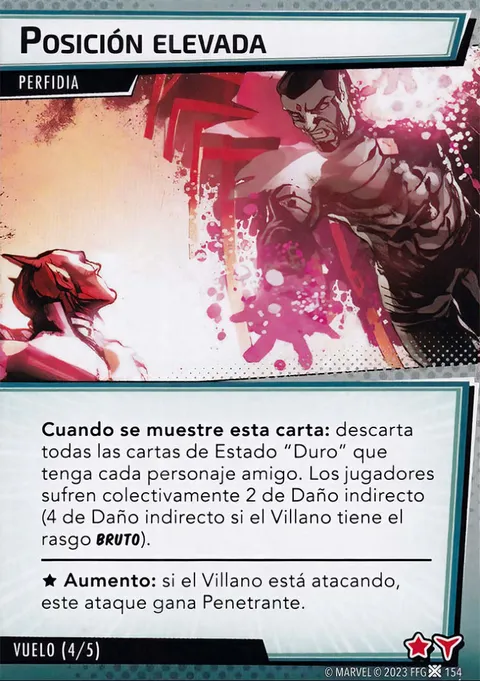 POSICIÓN ELEVADA
PERFIDIA
Cuando se muestre esta carta: descarta
todas las cartas de Estado “Duro” que
tenga cada personaje amigo. Los jugadores
sufren colectivamente 2 de Daño indirecto
(4 de Daño indirecto si el Villano tiene el
rasgo BRUTO).
★ Aumento: si el Villano está atacando,
este ataque gana Penetrante.
VUELO (4/5)
© MARVEL © 2023 FFG 154